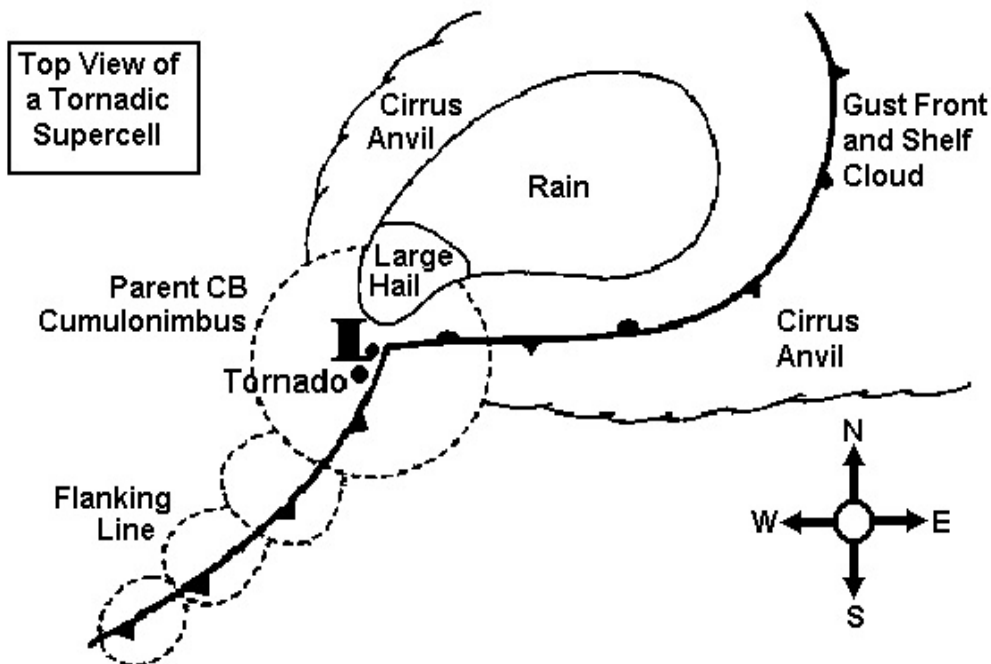 Top View of
a Tornadic
Supercell
Cirrus
Anvil
Rain
Gust Front
and Shelf
Cloud
Large
Hail
Parent CB
Cumulonimbus
L
Tornado
Cirrus
Anvil
Flanking
Line
N
W
E
S